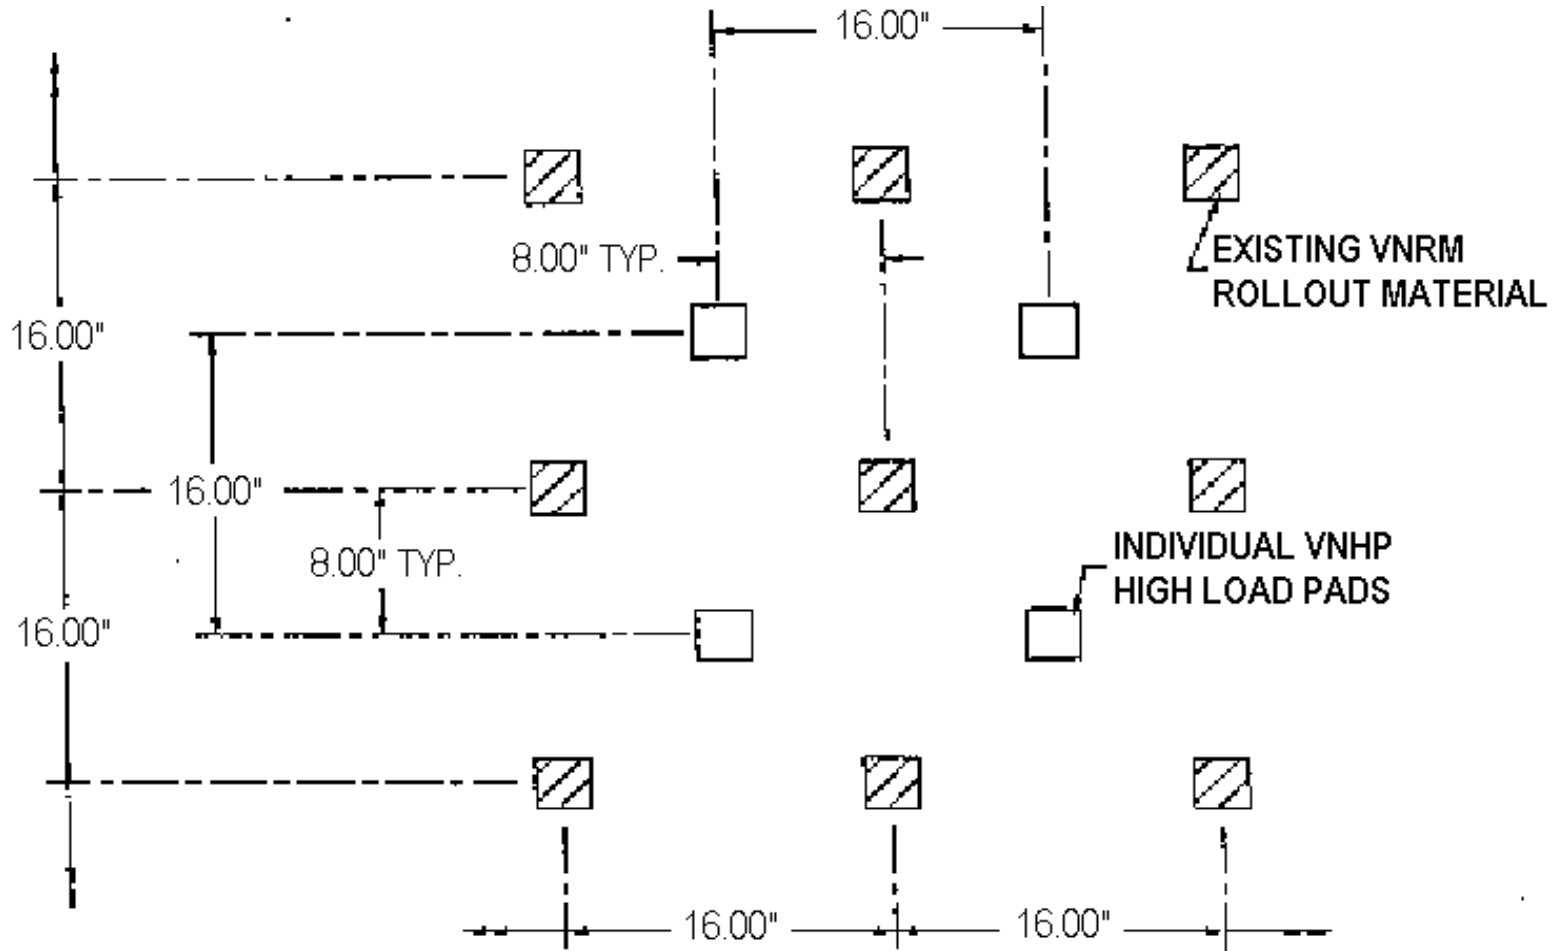 16.00"
8.00" TYP.
EXISTING VNRM
ROLLOUT MATERIAL
16.00"
16.00"
8.00" TYP.
INDIVIDUAL VNHP
HIGH LOAD PADS
16.00"
16.00"
16.00"